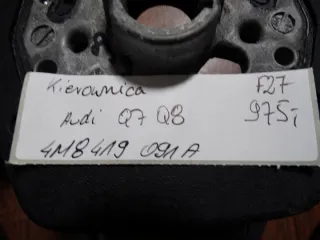 Kierownica F27
Audi Q7 Q8 975,-
4M8 419 091 A